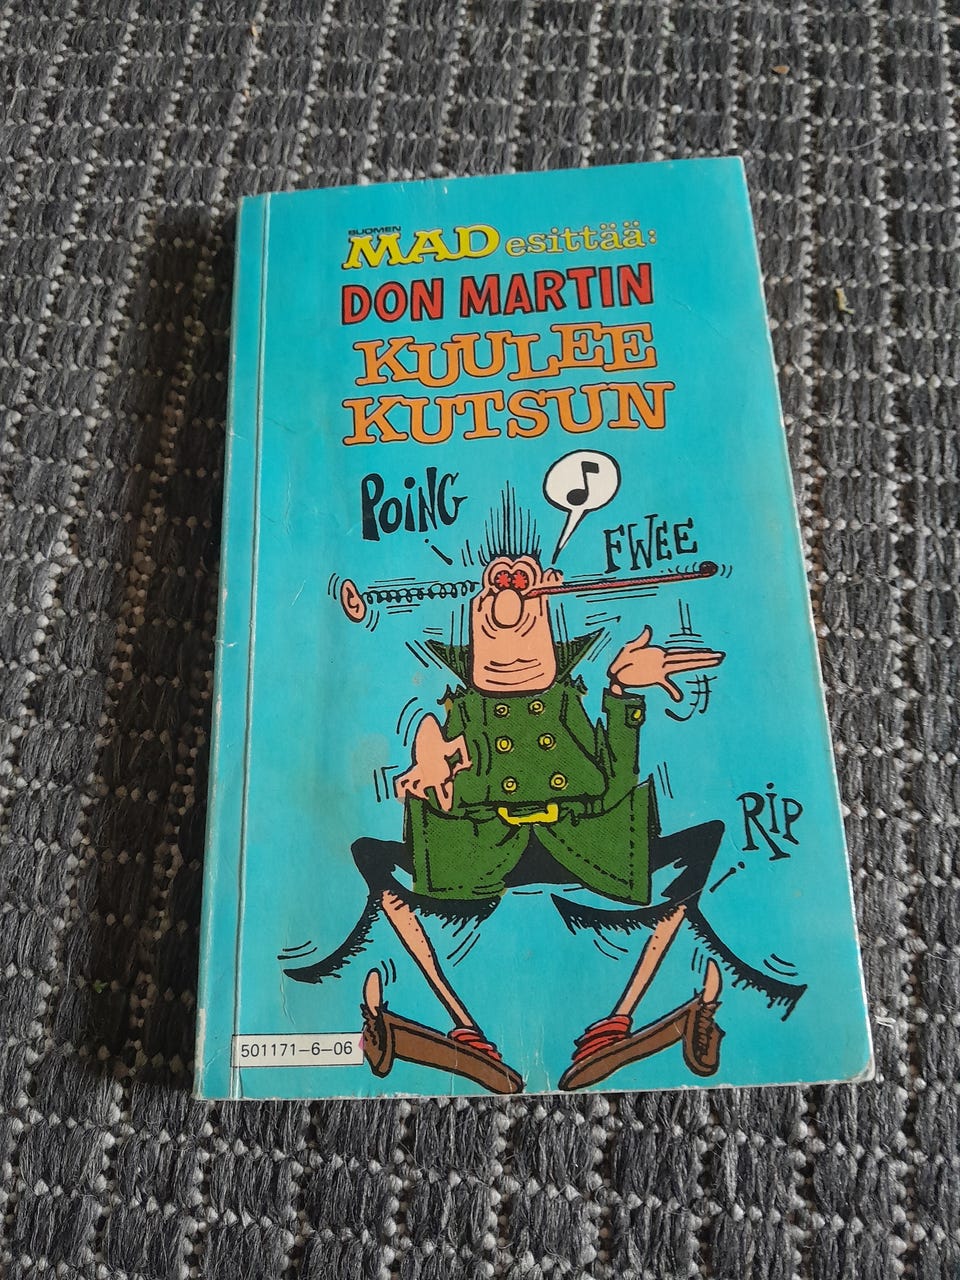 SUOMEN
MAD esittää:
DON MARTIN
KUULEE
KUTSUN
POING
FWEE
RIP
501171-6-06